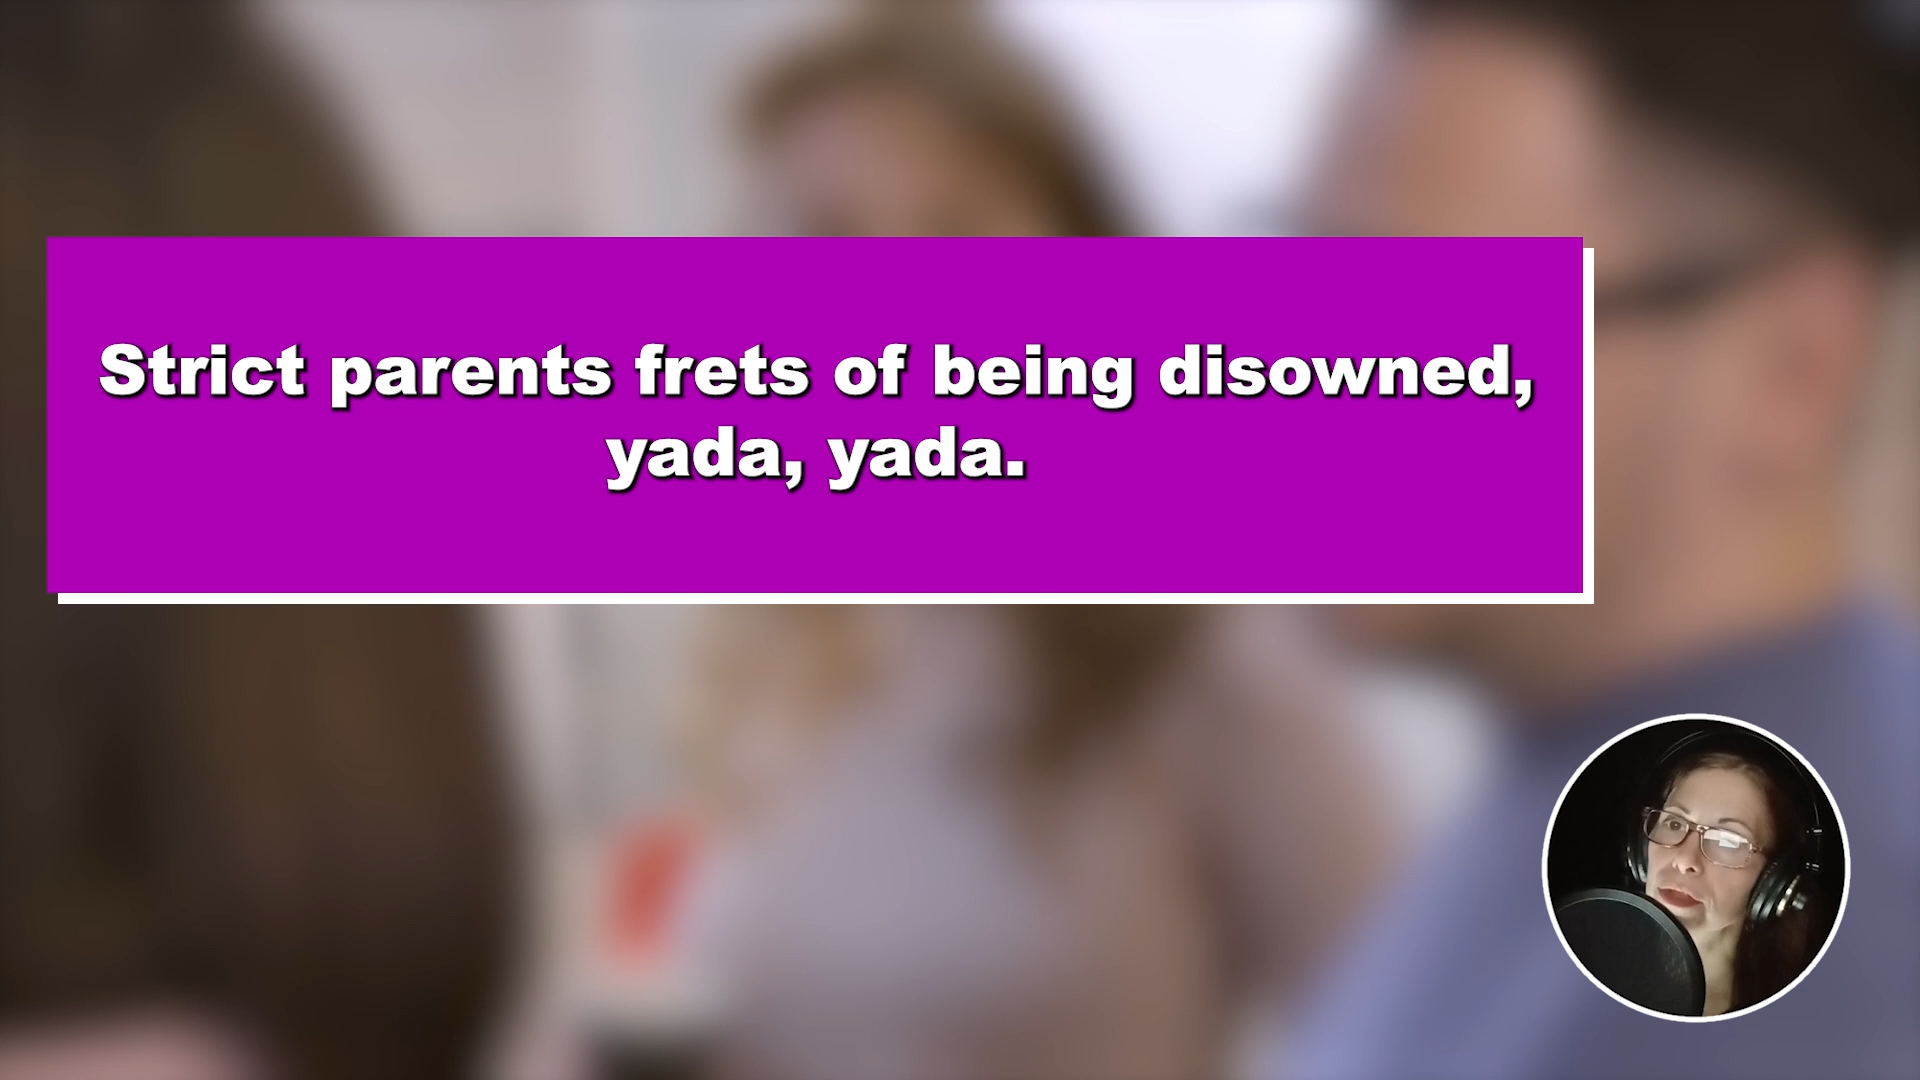 Strict parents frets of being disowned,
yada, yada.